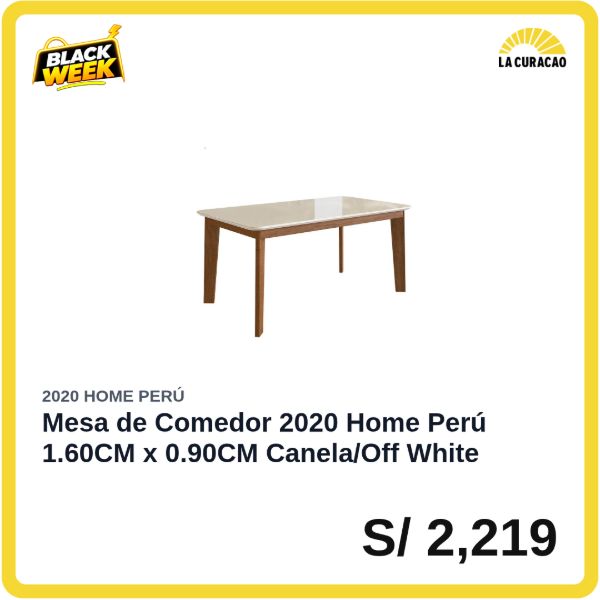 BLACK
WEEK
LA CURACAO
2020 HOME PERÚ
Mesa de Comedor 2020 Home Perú
1.60CM x 0.90CM Canela/Off White
S/ 2,219